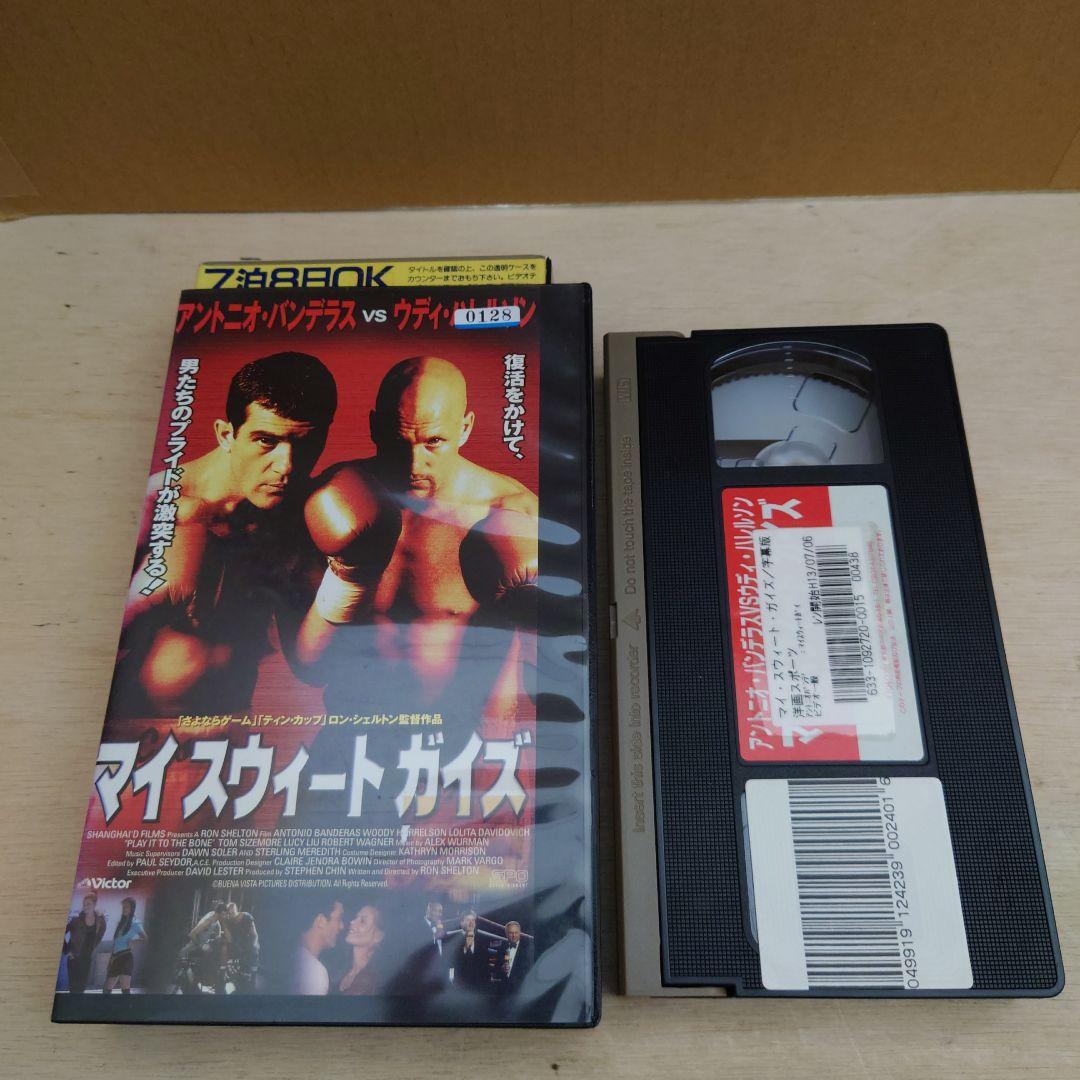 7泊8日OK
タイトルを確認の上、この透明ケースを
カウンターまでおもち下さい。ビデオテ
アントニオ・バンデラス vs ウディ・ハレルソン
0128
復活をかけて、
男たちのプライドが激突する!
「さよならゲーム」「ティン・カップ」ロン・シェルトン監督作品
マイ スウィート ガイズ
SHANGHAI'D FILMS Presents A RON SHELTON Film ANTONIO BANDERAS WOODY HARRELSON LOLITA DAVIDOVICH
"PLAY IT TO THE BONE" TOM SIZEMORE LUCY LIU ROBERT WAGNER Music by ALEX WURMAN
Music Supervisors DAWN SOLER AND STERLING MEREDITH Costume Designer KATHRYN MORRISON
Edited by PAUL SEYDOR, A.C.E. Production Designer CLAIRE JENORA BOWIN Director of Photography MARK VARGO
Executive Producer DAVID LESTER Produced by STEPHEN CHIN Written and Directed by RON SHELTON
Victor
©BUENA VISTA PICTURES DISTRIBUTION. All Rights Reserved.
SPO
Insert this side into recorder
Do not touch the tape inside
アントニオ・バンデラスVSウディ・ハレルソン
マイ・スウィート・ガイズ/字幕版
洋画スポーツ
ビデオ一般
レンタル開始H13/07/06
633-1092720-0015 00438
049919 124239 002401 6